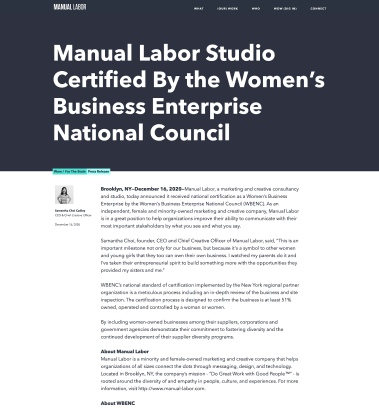 MANUAL LABOR
WHAT (OUR) WORK WHO WOW (DIG IN) CONNECT
Manual Labor Studio
Certified By the Women's
Business Enterprise
National Council
Press Release
Samantha Choi
December 16, 2020
Brooklyn, NY–December 16, 2020–Manual Labor, a marketing and creative consultancy
and studio, today announced it received national certification as a Women's Business
Enterprise by the Women's Business Enterprise National Council (WBENC). As an
independent, female and minority-owned marketing and creative company, Manual Labor
is in a great position to help organizations improve their ability to communicate with their
most important stakeholders by what you see and what you say.
Samantha Choi, founder, CEO and Chief Creative Officer of Manual Labor, said, "This is an
important milestone not only for our business, but because it's a symbol to other women
and young girls that they too can own their own business. I watched my parents do it and
I've taken their entrepreneurial spirit to build something more with the opportunities they
provided my sisters and me."
WBENC's national standard of certification implemented by the New York regional partner
organization is a meticulous process including an in-depth review of the business and site
inspection. The certification process is designed to confirm the business is at least 51%
owned, operated and controlled by a woman or women.
By including women-owned businesses among their suppliers, corporations and
government agencies demonstrate their commitment to fostering diversity and the
continued development of their supplier diversity programs.
About Manual Labor
Manual Labor is a minority and female-owned marketing and creative company that helps
organizations of all sizes connect the dots through messaging, design, and technology.
Located in Brooklyn, NY, the company's mission - "Do Great Work with Good People™" - is
rooted around the diversity of and empathy in people, culture, and experiences. For more
information, visit http://www.manual-labor.com.
About WBENC